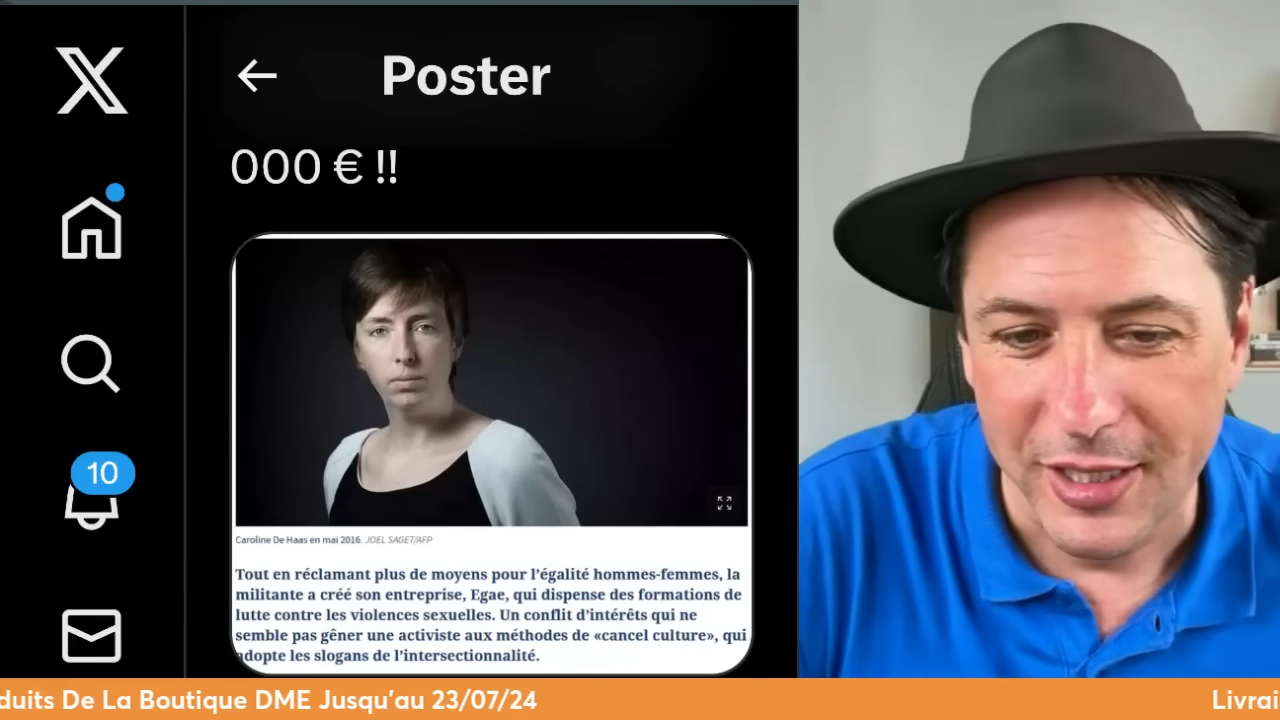 Poster
000 € !!
10
Caroline De Haas en mai 2016. JOEL SAGET/AFP
Tout en réclamant plus de moyens pour l'égalité hommes-femmes, la
militante a créé son entreprise, Egae, qui dispense des formations de
lutte contre les violences sexuelles. Un conflit d'intérêts qui ne
semble pas gêner une activiste aux méthodes de «cancel culture», qui
adopte les slogans de l'intersectionnalité.
duits De La Boutique DME Jusqu'au 23/07/24
Livrai